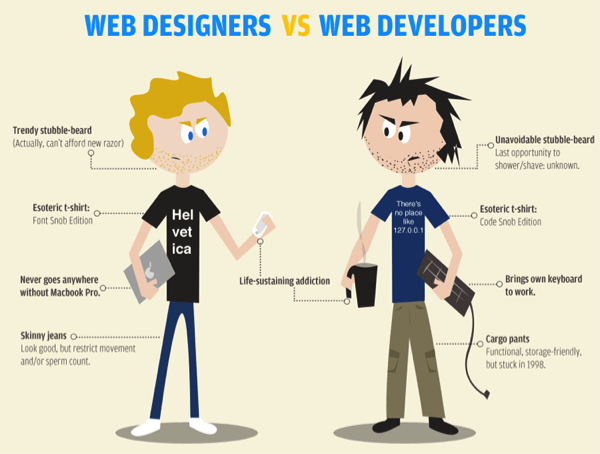 WEB DESIGNERS VS WEB DEVELOPERS
Trendy stubble-beard
(Actually, can't afford new razor)
Esoteric t-shirt:
Font Snob Edition
Never goes anywhere
without Macbook Pro.
Skinny jeans
Look good, but restrict movement
and/or sperm count.
Hel
vet
ica
Life-sustaining addiction
There's
no place
like
127.0.0.1
Unavoidable stubble-beard
Last opportunity to
shower/shave: unknown.
Esoteric t-shirt:
Code Snob Edition
Brings own keyboard
to work.
Cargo pants
Functional, storage-friendly,
but stuck in 1998.